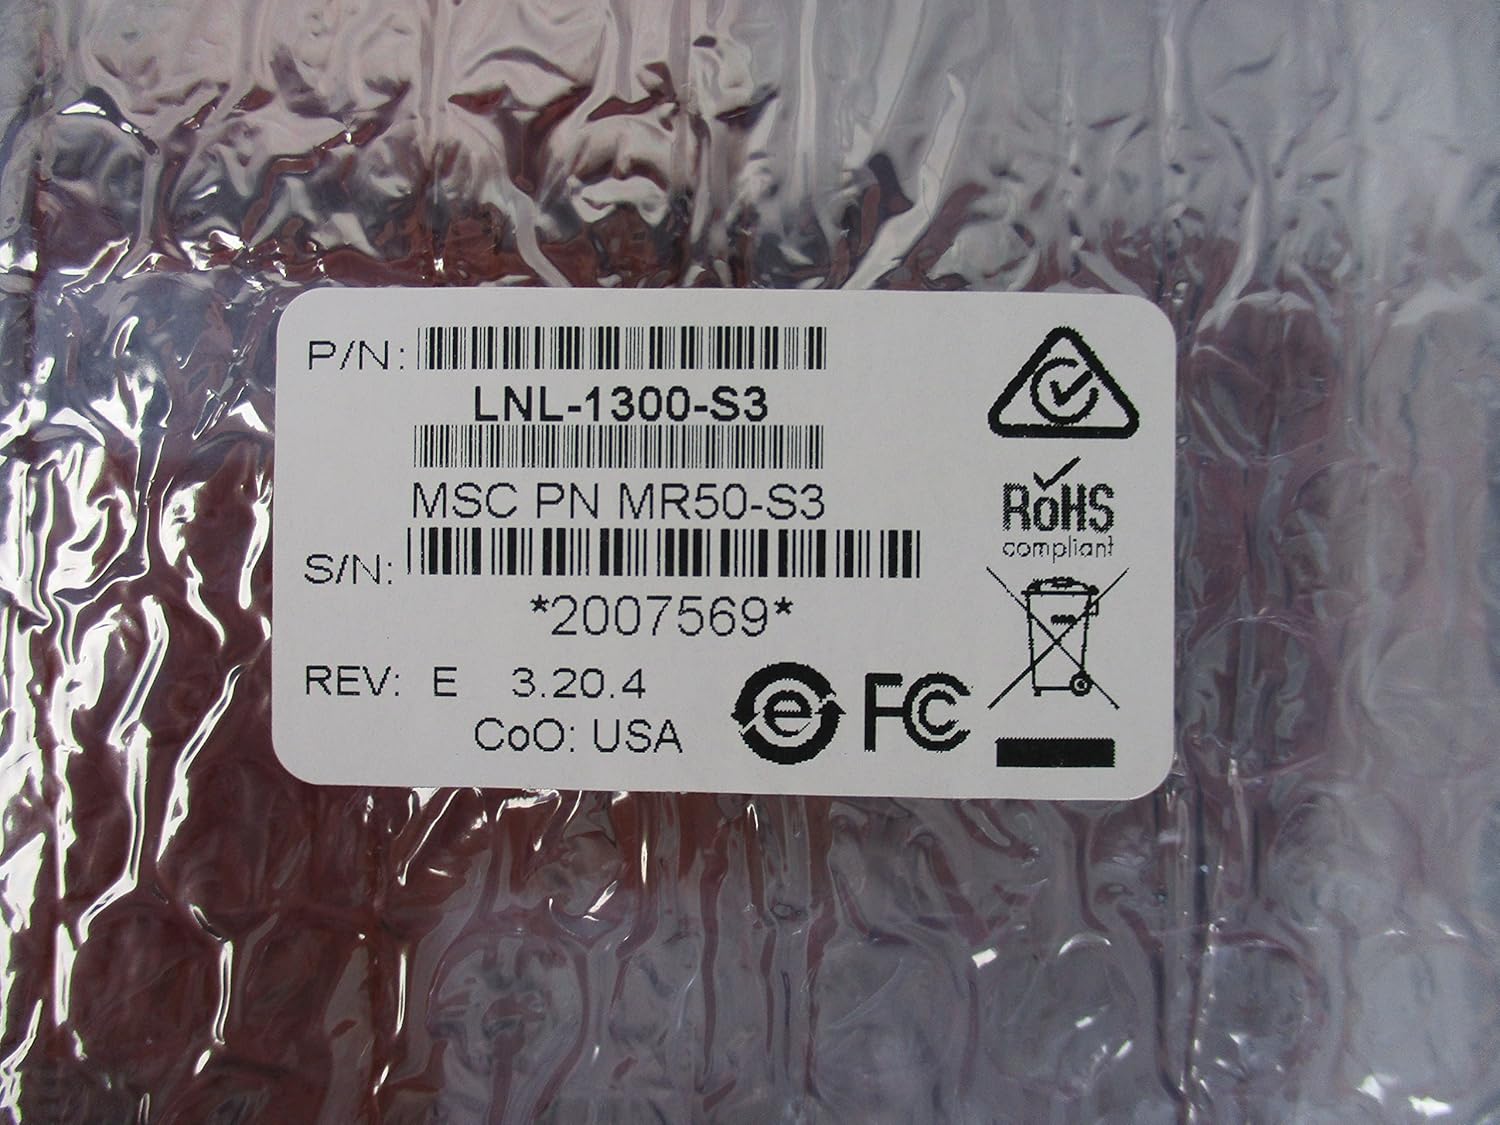 P/N:
LNL-1300-S3
MSC PN MR50-S3
S/N:
*2007569*
REV: E 3.20.4
CoO: USA
e FC
RoHS
compliant